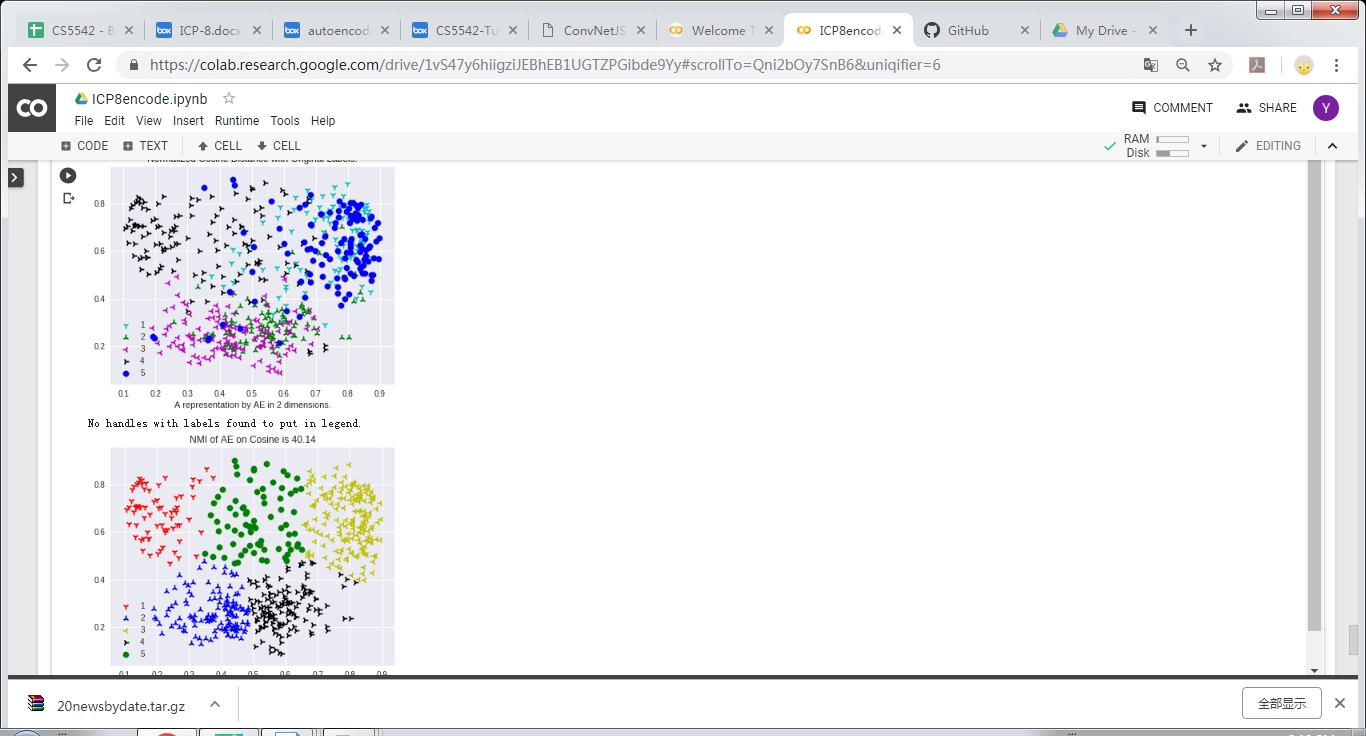 CS5542 - B
ICP-8.docx
autoencod
CS5542-Tu
ConvNetJS
Welcome T
ICP8encod
GitHub
My Drive -
https://colab.research.google.com/drive/1vS47y6hiigziJEBhEB1UGTZPGibde9Yy#scrollTo=Qni2bOy7SnB6&uniqifier=6
CO
ICP8encode.ipynb
File Edit View Insert Runtime Tools Help
COMMENT
SHARE
Y
CODE TEXT CELL CELL
RAM
Disk
EDITING
Normalized Cosine Distance with Original Labels.
0.8
0.6
0.4
0.2
1
2
3
4
5
0.1 0.2 0.3 0.4 0.5 0.6 0.7 0.8 0.9
A representation by AE in 2 dimensions.
No handles with labels found to put in legend.
NMI of AE on Cosine is 40.14
0.8
0.6
0.4
0.2
1
2
3
4
5
0.1 0.2 0.3 0.4 0.5 0.6 0.7 0.8 0.9
20newsbydate.tar.gz
全部显示